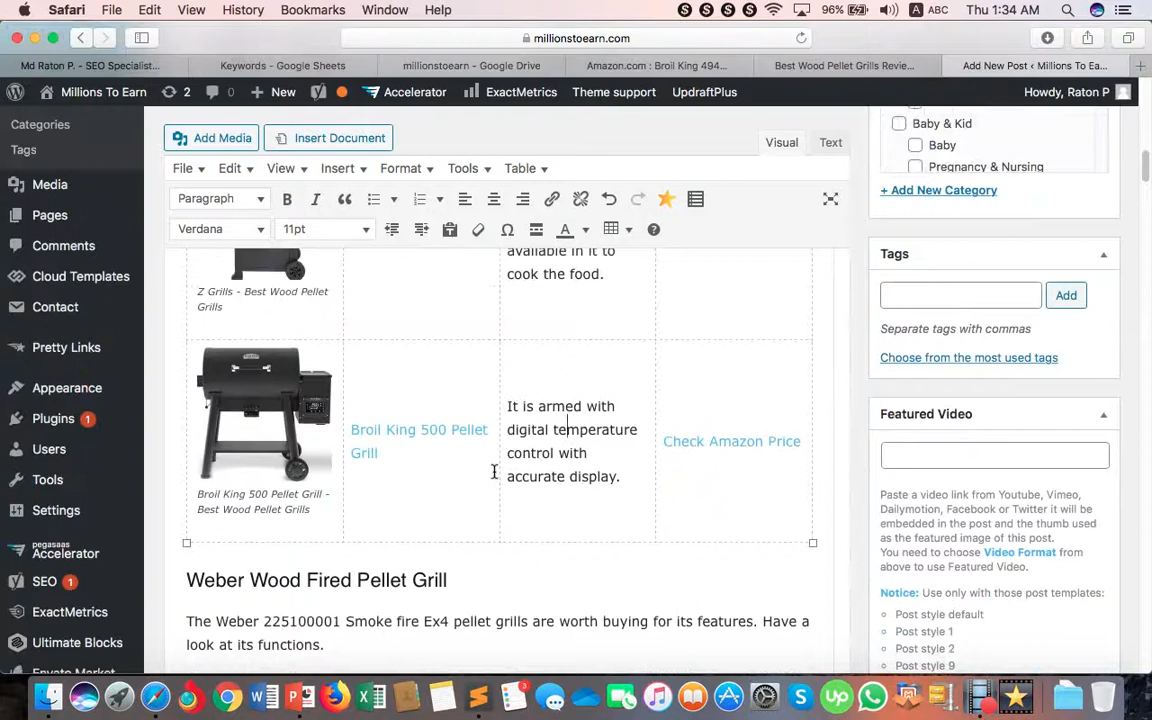 Safari File Edit View History Bookmarks Window Help 96% ABC Thu 1:34 AM
millionstoearn.com
Md Raton P. - SEO Specialist... Keywords - Google Sheets millionstoearn - Google Drive Amazon.com : Broil King 494... Best Wood Pellet Grills Revie... Add New Post ‹ Millions To Ea...
Millions To Earn 2 0 New Accelerator ExactMetrics Theme support UpdraftPlus Howdy, Raton P
Categories
Tags
Media
Pages
Comments
Cloud Templates
Contact
Pretty Links
Appearance
Plugins 1
Users
Tools
Settings
pegasaas
Accelerator
SEO 1
ExactMetrics
Ultimate Blocks
Envato Market
Add Media Insert Document
Visual Text
File Edit View Insert Format Tools Table
Paragraph
Verdana 11pt
available in it to
cook the food.
Z Grills - Best Wood Pellet
Grills
Broil King 500 Pellet Grill -
Best Wood Pellet Grills
Broil King 500 Pellet
Grill
It is armed with
digital temperature
control with
accurate display.
Check Amazon Price
Weber Wood Fired Pellet Grill
The Weber 225100001 Smoke fire Ex4 pellet grills are worth buying for its features. Have a
look at its functions.
Baby & Kid
Baby
Pregnancy & Nursing
+ Add New Category
Tags
Add
Separate tags with commas
Choose from the most used tags
Featured Video
Paste a video link from Youtube, Vimeo,
Dailymotion, Facebook or Twitter it will be
embedded in the post and the thumb used
as the featured image of this post.
You need to choose Video Format from
above to use Featured Video.
Notice: Use only with those post templates:
Post style default
Post style 1
Post style 2
Post style 9